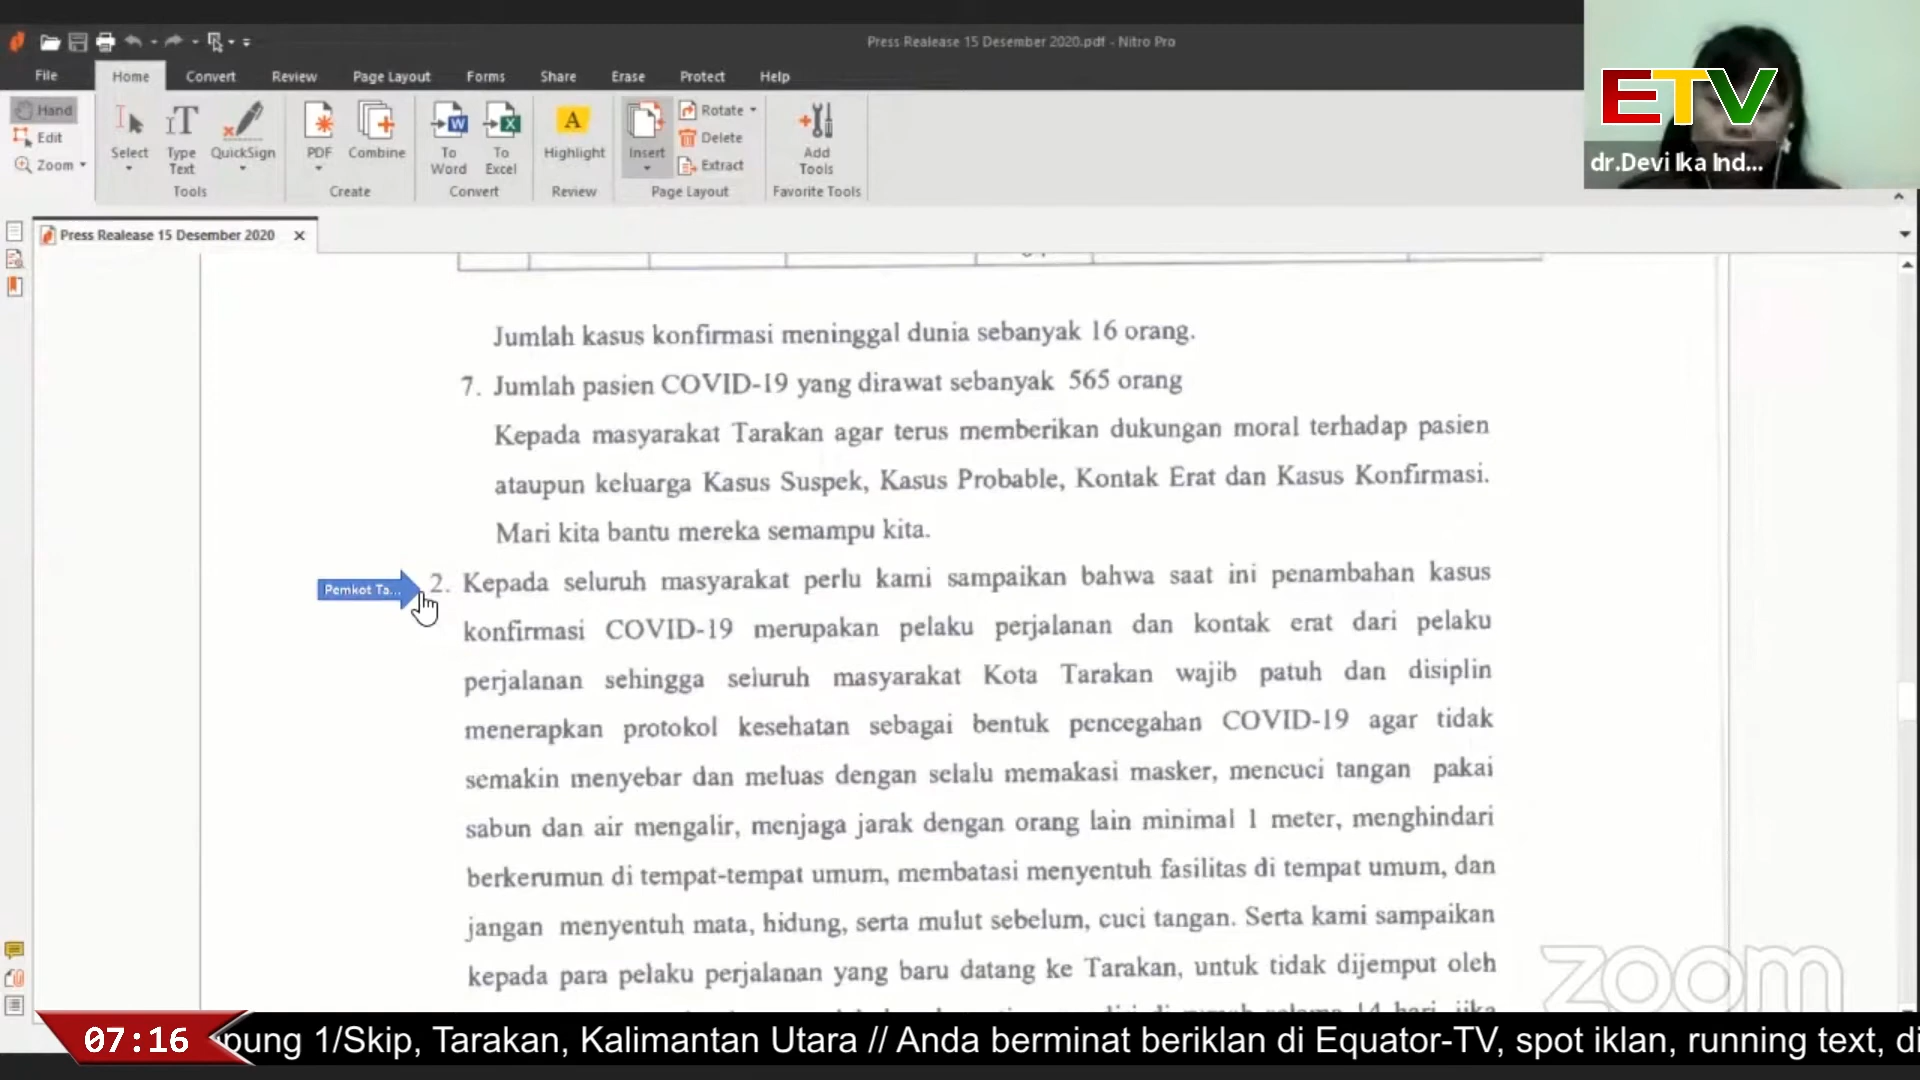 Press Realease 15 Desember 2020.pdf - Nitro Pro
File Home Convert Review Page Layout Forms Share Erase Protect Help
Hand
Edit
Zoom
Select
Type Text
QuickSign
Tools
PDF
Combine
Create
To Word
To Excel
Convert
Highlight
Review
Insert
Rotate
Delete
Extract
Page Layout
Add Tools
Favorite Tools
ETV
dr.Devi Ika Ind...
Press Realease 15 Desember 2020
Jumlah kasus konfirmasi meninggal dunia sebanyak 16 orang.
7. Jumlah pasien COVID-19 yang dirawat sebanyak 565 orang
Kepada masyarakat Tarakan agar terus memberikan dukungan moral terhadap pasien
ataupun keluarga Kasus Suspek, Kasus Probable, Kontak Erat dan Kasus Konfirmasi.
Mari kita bantu mereka semampu kita.
Pemkot Ta...
2. Kepada seluruh masyarakat perlu kami sampaikan bahwa saat ini penambahan kasus
konfirmasi COVID-19 merupakan pelaku perjalanan dan kontak erat dari pelaku
perjalanan sehingga seluruh masyarakat Kota Tarakan wajib patuh dan disiplin
menerapkan protokol kesehatan sebagai bentuk pencegahan COVID-19 agar tidak
semakin menyebar dan meluas dengan selalu memakasi masker, mencuci tangan pakai
sabun dan air mengalir, menjaga jarak dengan orang lain minimal 1 meter, menghindari
berkerumun di tempat-tempat umum, membatasi menyentuh fasilitas di tempat umum, dan
jangan menyentuh mata, hidung, serta mulut sebelum, cuci tangan. Serta kami sampaikan
kepada para pelaku perjalanan yang baru datang ke Tarakan, untuk tidak dijemput oleh
14 hari, jika
zoom
07:16
pung 1/Skip, Tarakan, Kalimantan Utara // Anda berminat beriklan di Equator-TV, spot iklan, running text, di